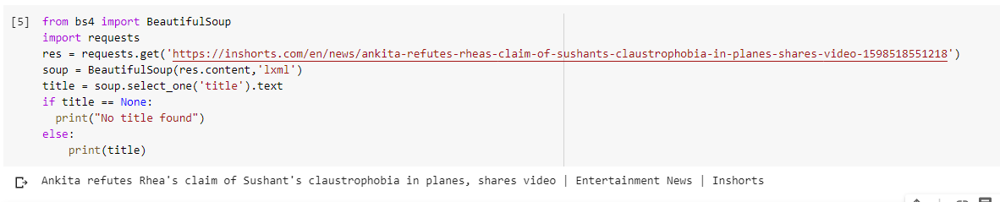 [5] from bs4 import BeautifulSoup
import requests
res = requests.get('https://inshorts.com/en/news/ankita-refutes-rheas-claim-of-sushants-claustrophobia-in-planes-shares-video-1598518551218')
soup = BeautifulSoup(res.content,'lxml')
title = soup.select_one('title').text
if title == None:
  print("No title found")
else:
    print(title)
Ankita refutes Rhea's claim of Sushant's claustrophobia in planes, shares video | Entertainment News | Inshorts